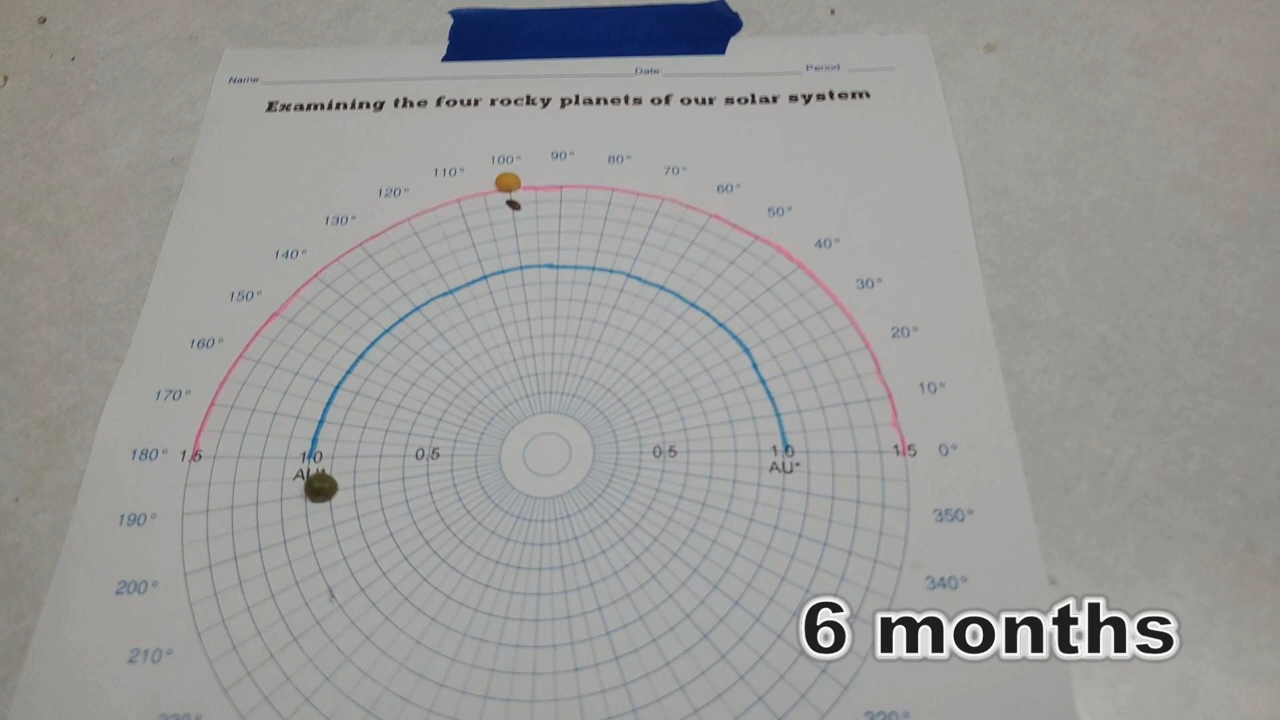 Name Date Period
Examining the four rocky planets of our solar system
100° 90° 80°
110° 70°
120° 60°
130° 50°
140° 40°
150° 30°
160° 20°
170° 10°
180° 1.5 1.0 0.5 0.5 1.0 1.5 0°
AU* AU*
190° 350°
200° 340°
6 months
210°
220° 320°